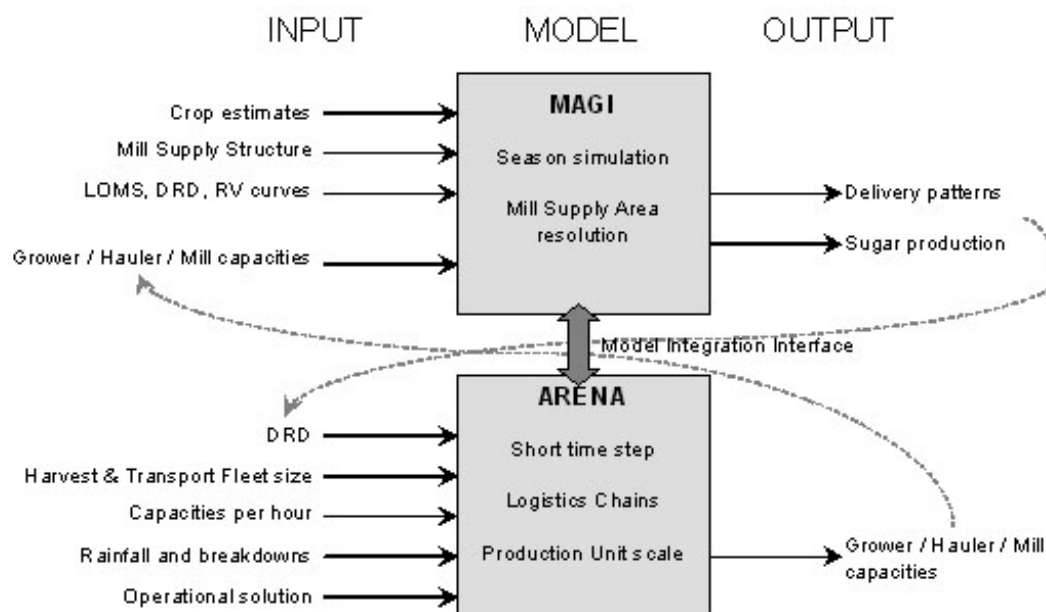 INPUT MODEL OUTPUT
MAGI
Crop estimates
Mill Supply Structure
Season simulation
LOMS, DRD, RV curves
Mill Supply Area
resolution
Delivery patterns
Sugar production
Grower / Hauler / Mill capacities
Model Integration Interface
ARENA
DRD
Short time step
Harvest & Transport Fleet size
Logistics Chains
Capacities per hour
Rainfall and breakdowns
Production Unit scale
Grower / Hauler / Mill
capacities
Operational solution